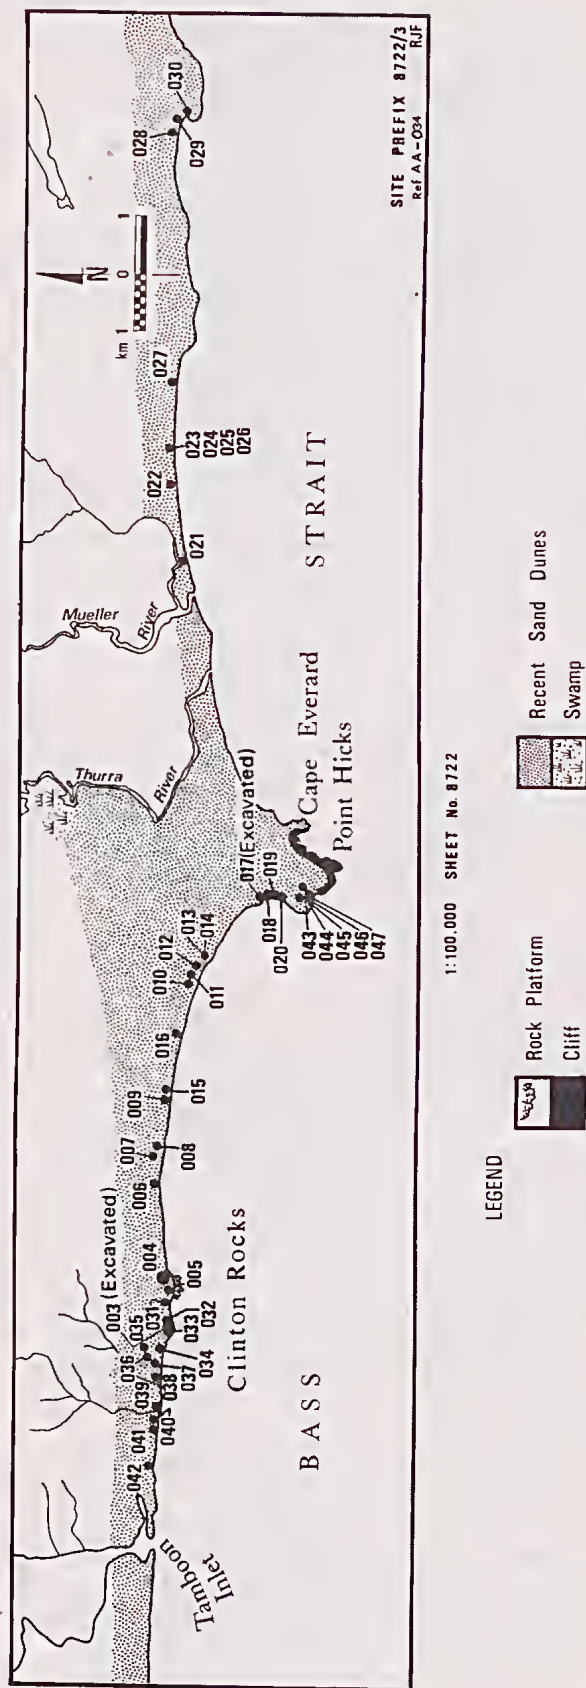 Tamboon
Inlet
042
041
040
039
038
036
037
035
034
003 (Excavated)
031
033
032
004
005
Clinton Rocks
006
007
008
009
015
016
010
011
012
013
014
017 (Excavated)
018
019
020
043
044
045
046
047
Cape Everard
Point Hicks
Thurra
River
Mueller
River
021
022
023
024
025
026
027
028
029
030
BASS
STRAIT
km 1 0 1
N
SITE PREFIX 8722/3
Ref AA-034 RJF
1:100,000 SHEET No. 8722
LEGEND
Rock Platform
Cliff
Recent Sand Dunes
Swamp